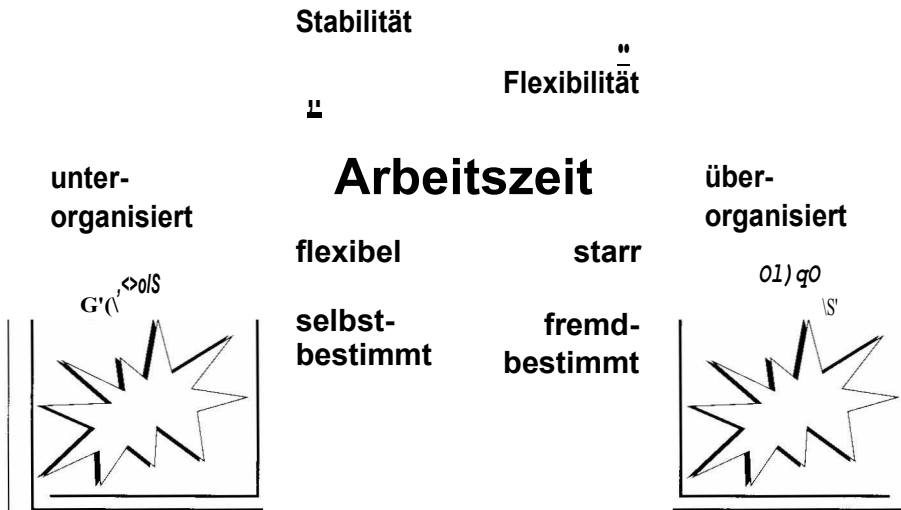 Stabilität
Flexibilität
Arbeitszeit
unter-
organisiert
über-
organisiert
flexibel starr
selbst-
bestimmt
fremd-
bestimmt